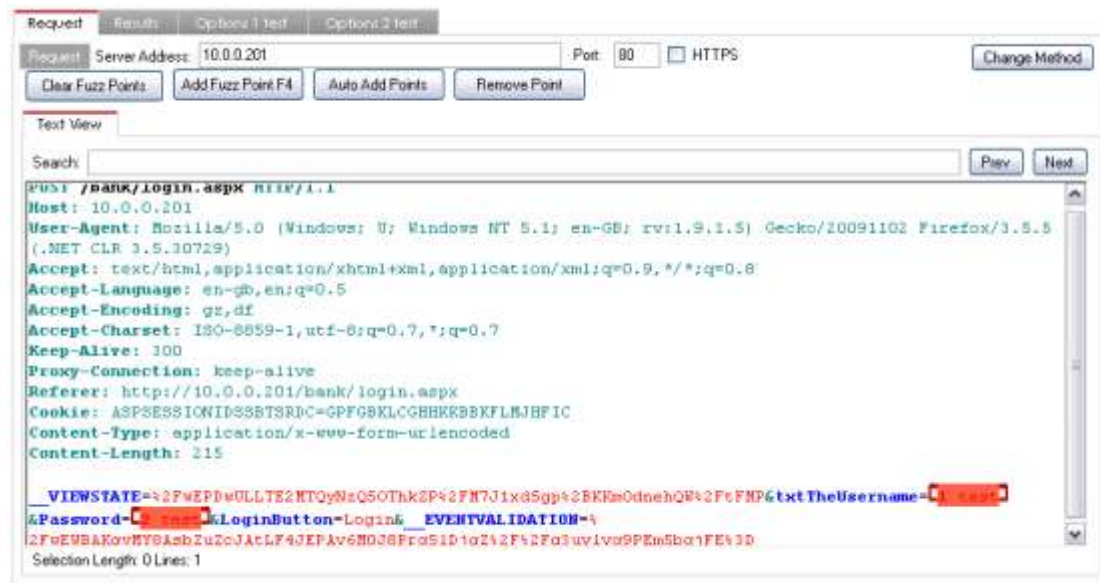 Request Results Options 1 test Options 2 test
Request Server Address: 10.0.0.201 Port: 80 HTTPS Change Method
Clear Fuzz Points Add Fuzz Point F4 Auto Add Points Remove Point
Text View
Search: Prev Next
POST /bank/login.aspx HTTP/1.1
Host: 10.0.0.201
User-Agent: Mozilla/5.0 (Windows; U; Windows NT 5.1; en-GB; rv:1.9.1.5) Gecko/20091102 Firefox/3.5.5
(.NET CLR 3.5.30729)
Accept: text/html,application/xhtml+xml,application/xml;q=0.9,*/*;q=0.8
Accept-Language: en-gb,en;q=0.5
Accept-Encoding: gz,df
Accept-Charset: ISO-8859-1,utf-8;q=0.7,*;q=0.7
Keep-Alive: 300
Proxy-Connection: keep-alive
Referer: http://10.0.0.201/bank/login.aspx
Cookie:
Content-Type: application/x-www-form-urlencoded
Content-Length: 215
__VIEWSTATE= &txtTheUsername= 1 test
&Password= 2 test &LoginButton=Login&__EVENTVALIDATION=%
Selection Length: 0 Lines: 1